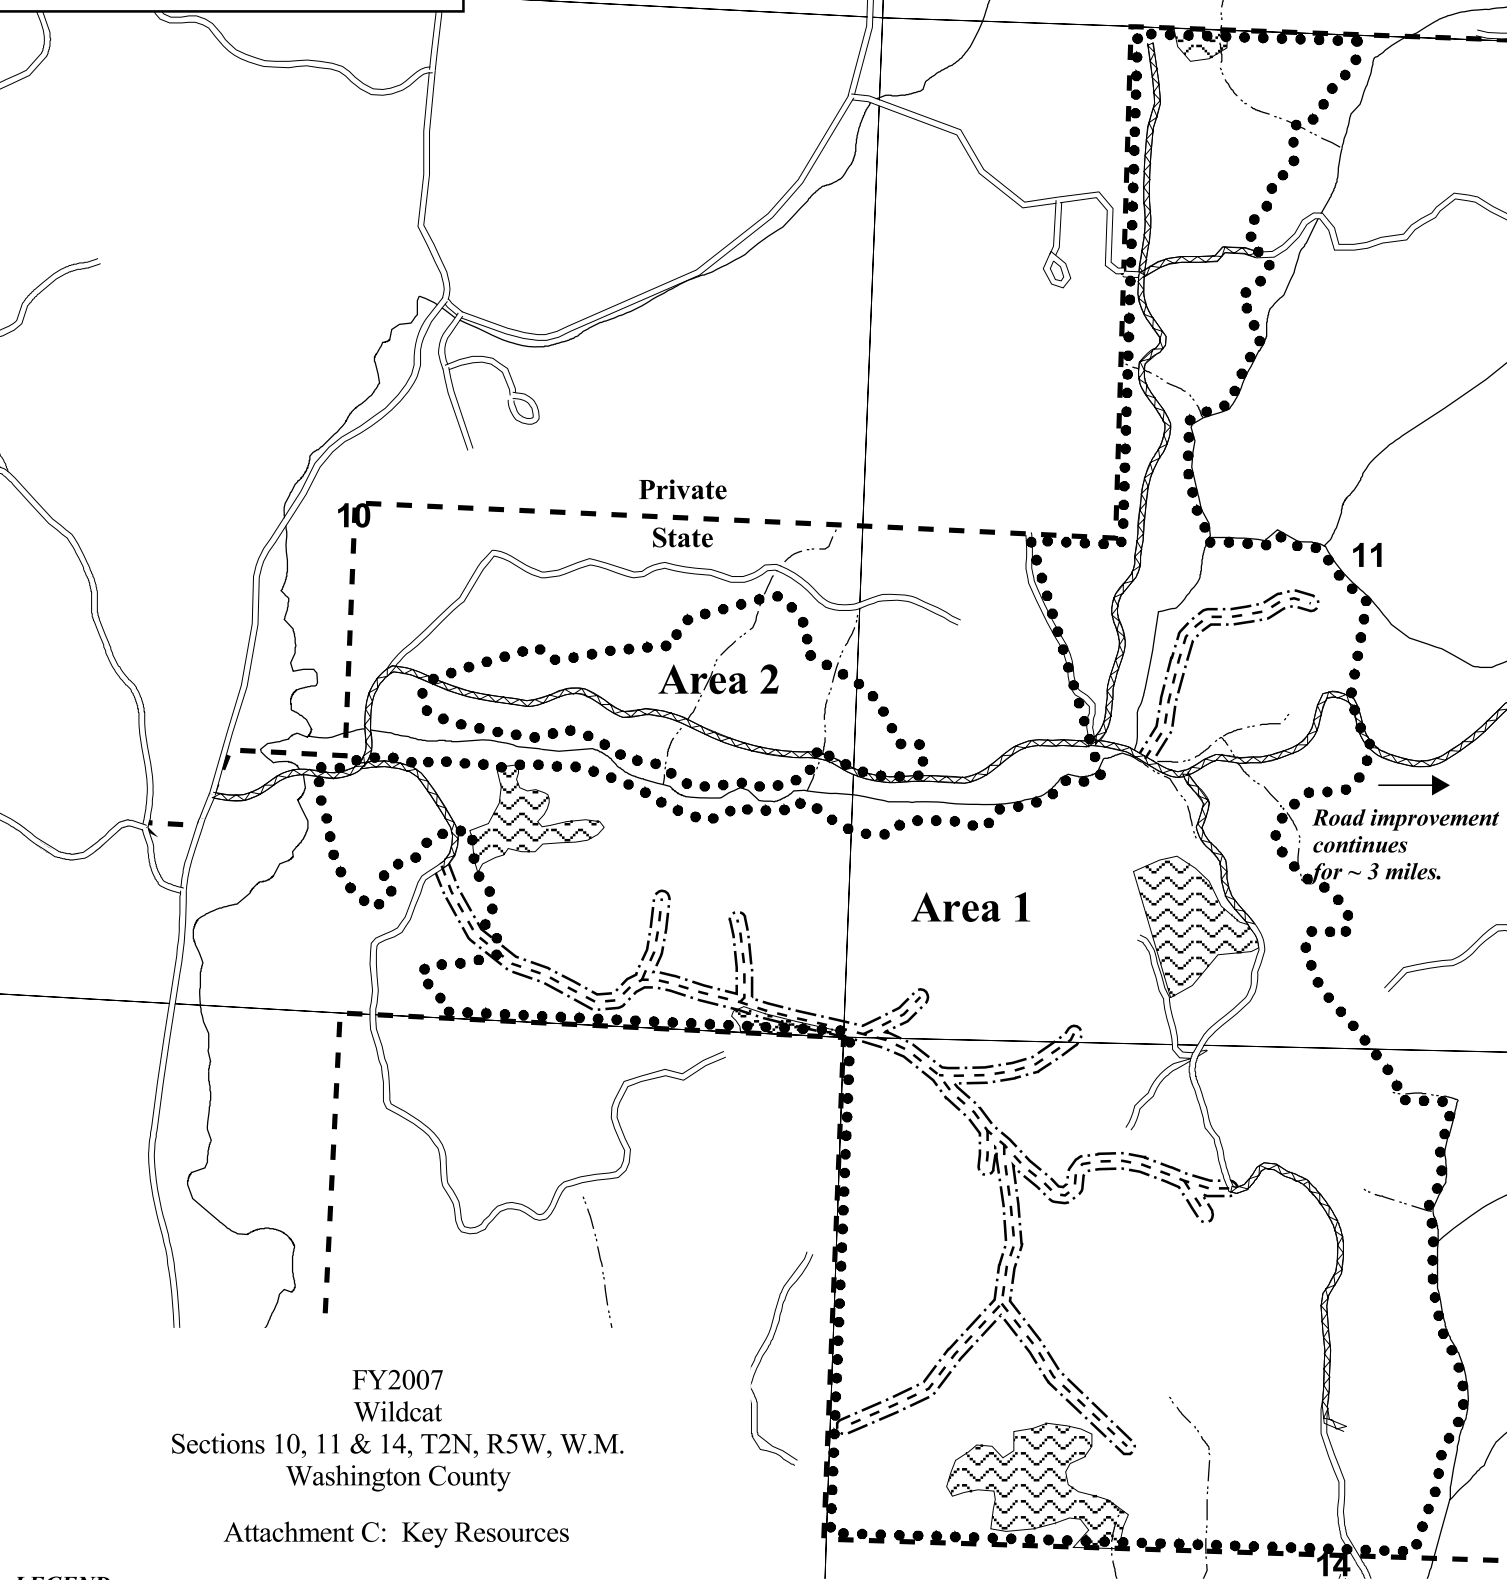 Private
10
State
11
Area 2
Road improvement
continues
for ~ 3 miles.
Area 1
FY2007
Wildcat
Sections 10, 11 & 14, T2N, R5W, W.M.
Washington County
Attachment C:  Key Resources
14